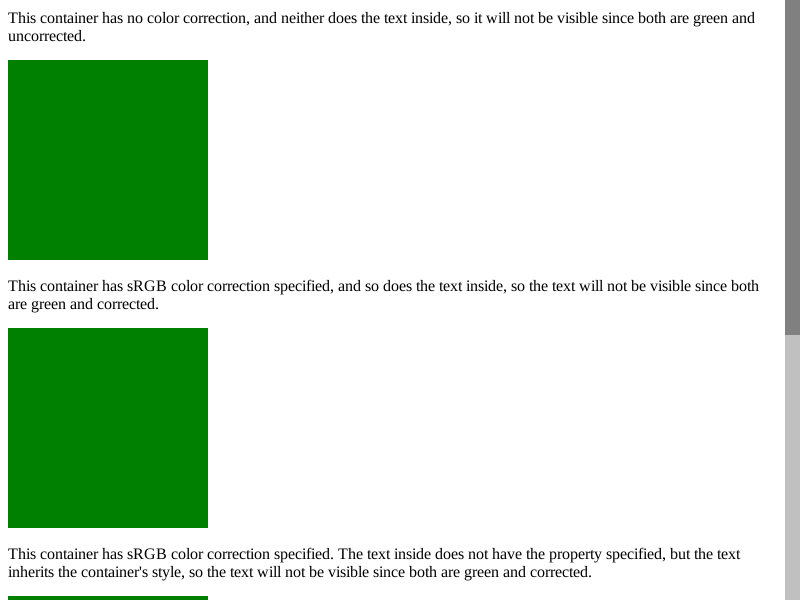 This container has no color correction, and neither does the text inside, so it will not be visible since both are green and
uncorrected.
This container has sRGB color correction specified, and so does the text inside, so the text will not be visible since both
are green and corrected.
This container has sRGB color correction specified. The text inside does not have the property specified, but the text
inherits the container's style, so the text will not be visible since both are green and corrected.